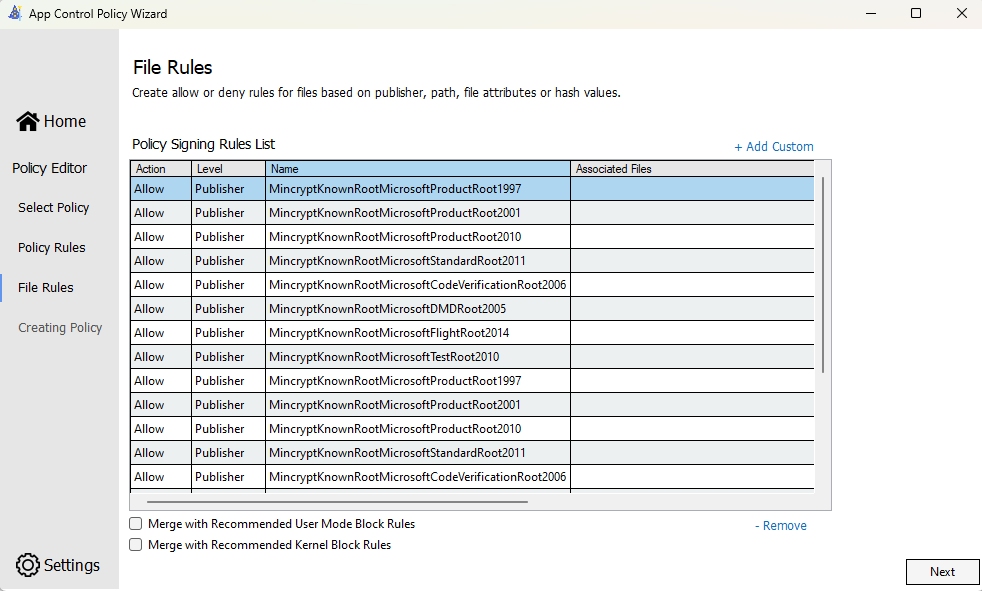 App Control Policy Wizard
File Rules
Create allow or deny rules for files based on publisher, path, file attributes or hash values.
Home
Policy Editor
Select Policy
Policy Rules
File Rules
Creating Policy
Settings
Policy Signing Rules List
+ Add Custom
Action Level Name Associated Files
Allow Publisher MincryptKnownRootMicrosoftProductRoot1997
Allow Publisher MincryptKnownRootMicrosoftProductRoot2001
Allow Publisher MincryptKnownRootMicrosoftProductRoot2010
Allow Publisher MincryptKnownRootMicrosoftStandardRoot2011
Allow Publisher MincryptKnownRootMicrosoftCodeVerificationRoot2006
Allow Publisher MincryptKnownRootMicrosoftDMDRoot2005
Allow Publisher MincryptKnownRootMicrosoftFlightRoot2014
Allow Publisher MincryptKnownRootMicrosoftTestRoot2010
Allow Publisher MincryptKnownRootMicrosoftProductRoot1997
Allow Publisher MincryptKnownRootMicrosoftProductRoot2001
Allow Publisher MincryptKnownRootMicrosoftProductRoot2010
Allow Publisher MincryptKnownRootMicrosoftStandardRoot2011
Allow Publisher MincryptKnownRootMicrosoftCodeVerificationRoot2006
Merge with Recommended User Mode Block Rules
- Remove
Merge with Recommended Kernel Block Rules
Next